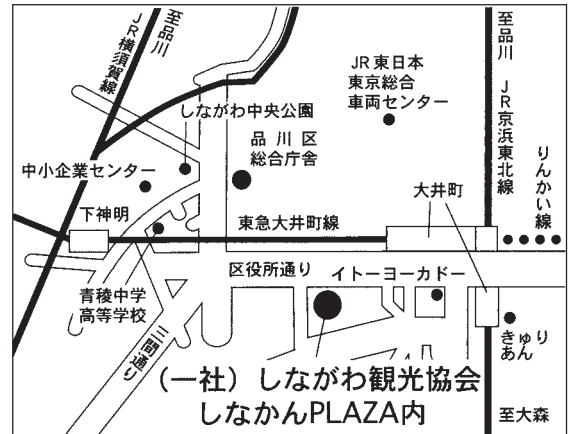 至品川
JR横須賀線
至品川
JR京浜東北線
JR東日本
東京総合
車両センター
しながわ中央公園
品川区
総合庁舎
中小企業センター
りんかい線
大井町
下神明
東急大井町線
区役所通り
イトーヨーカドー
青稜中学
高等学校
三間通り
きゅり
あん
(一社)しながわ観光協会
しなかんPLAZA内
至大森